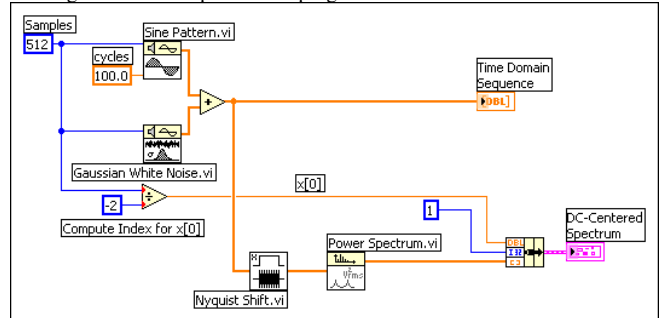 Samples
512
Sine Pattern.vi
cycles
100.0
Time Domain
Sequence
DBL]
+
Gaussian White Noise.vi
÷
-2
x[0]
Compute Index for x[0]
1
Power Spectrum.vi
DC-Centered
Spectrum
DBL
I32
Nyquist Shift.vi